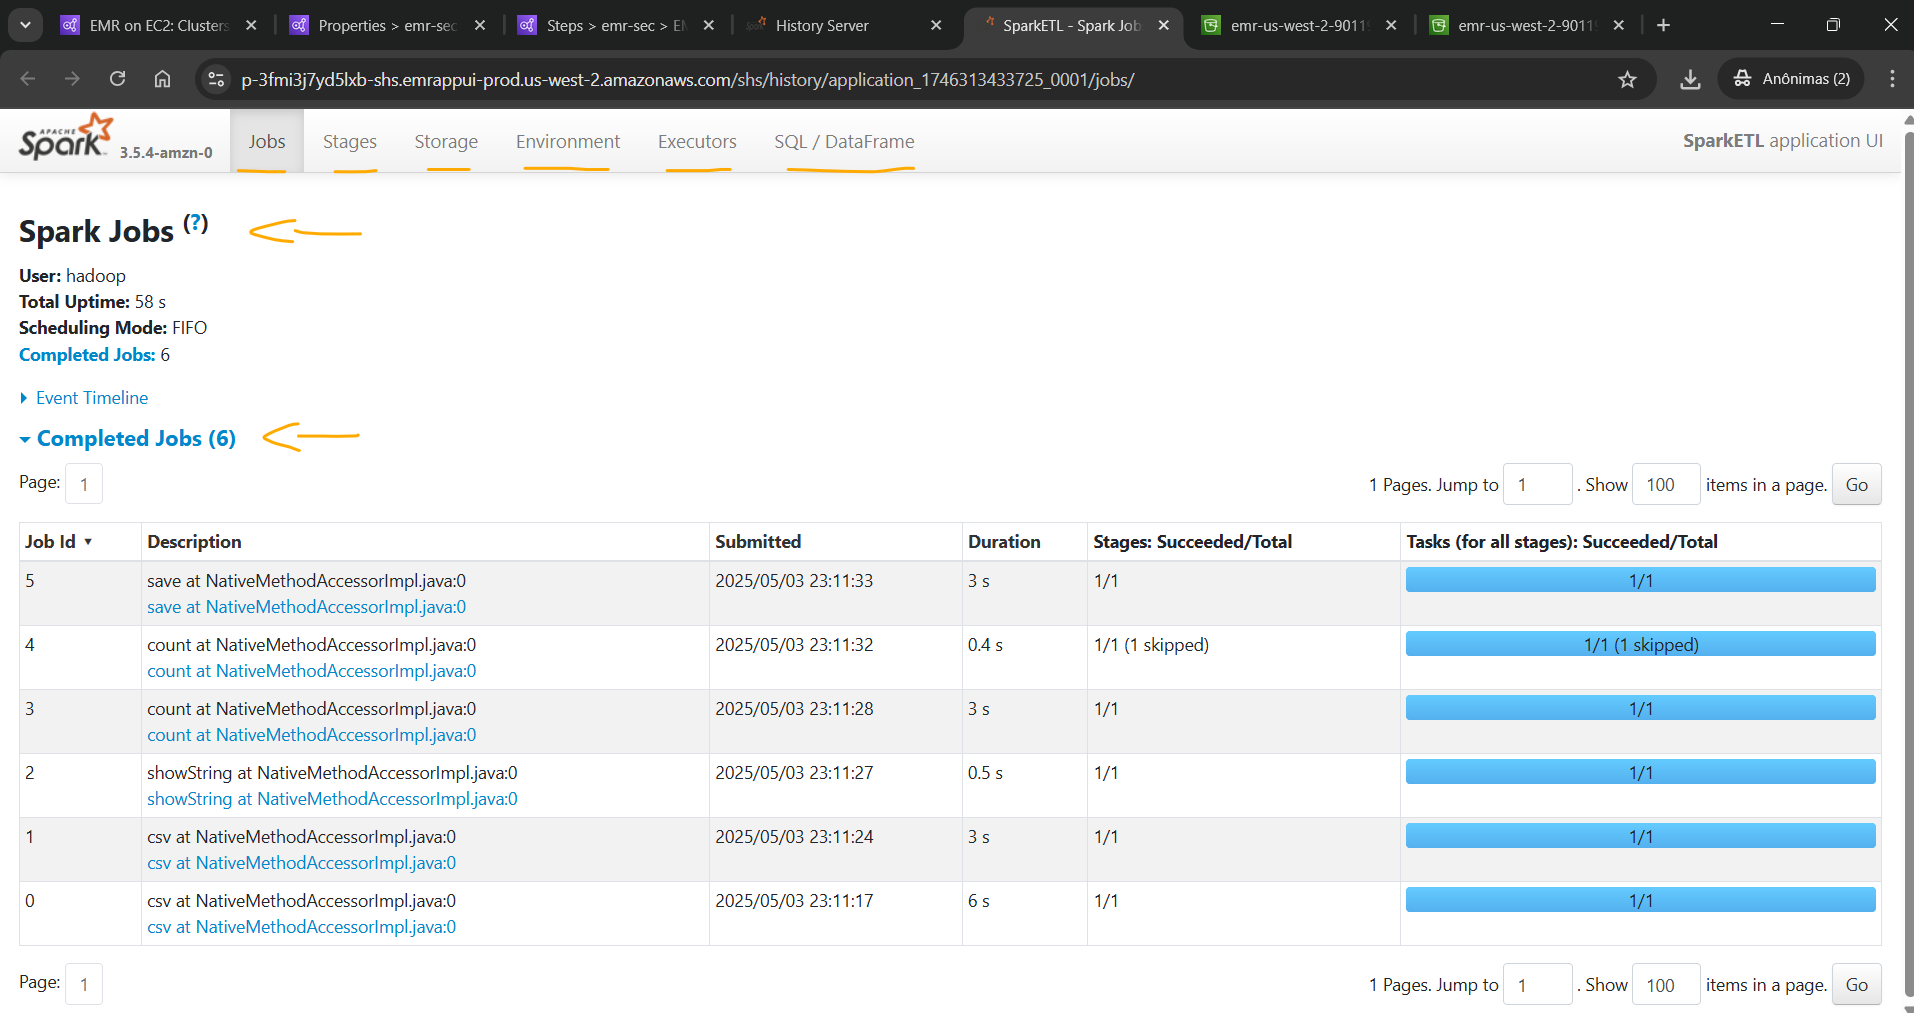 EMR on EC2: Clusters
Properties > emr-sec
Steps > emr-sec > EM
History Server
SparkETL - Spark Job
emr-us-west-2-9011
emr-us-west-2-9011
p-3fmi3j7yd5lxb-shs.emrappui-prod.us-west-2.amazonaws.com/shs/history/application_1746313433725_0001/jobs/
Anônimas (2)
APACHE Spark 3.5.4-amzn-0
Jobs
Stages
Storage
Environment
Executors
SQL / DataFrame
SparkETL application UI
Spark Jobs (?)
User: hadoop
Total Uptime: 58 s
Scheduling Mode: FIFO
Completed Jobs: 6
Event Timeline
Completed Jobs (6)
Page: 1
1 Pages. Jump to 1 . Show 100 items in a page. Go
Job Id ▾ Description Submitted Duration Stages: Succeeded/Total Tasks (for all stages): Succeeded/Total
5 save at NativeMethodAccessorImpl.java:0 2025/05/03 23:11:33 3 s 1/1 1/1
save at NativeMethodAccessorImpl.java:0
4 count at NativeMethodAccessorImpl.java:0 2025/05/03 23:11:32 0.4 s 1/1 (1 skipped) 1/1 (1 skipped)
count at NativeMethodAccessorImpl.java:0
3 count at NativeMethodAccessorImpl.java:0 2025/05/03 23:11:28 3 s 1/1 1/1
count at NativeMethodAccessorImpl.java:0
2 showString at NativeMethodAccessorImpl.java:0 2025/05/03 23:11:27 0.5 s 1/1 1/1
showString at NativeMethodAccessorImpl.java:0
1 csv at NativeMethodAccessorImpl.java:0 2025/05/03 23:11:24 3 s 1/1 1/1
csv at NativeMethodAccessorImpl.java:0
0 csv at NativeMethodAccessorImpl.java:0 2025/05/03 23:11:17 6 s 1/1 1/1
csv at NativeMethodAccessorImpl.java:0
Page: 1
1 Pages. Jump to 1 . Show 100 items in a page. Go